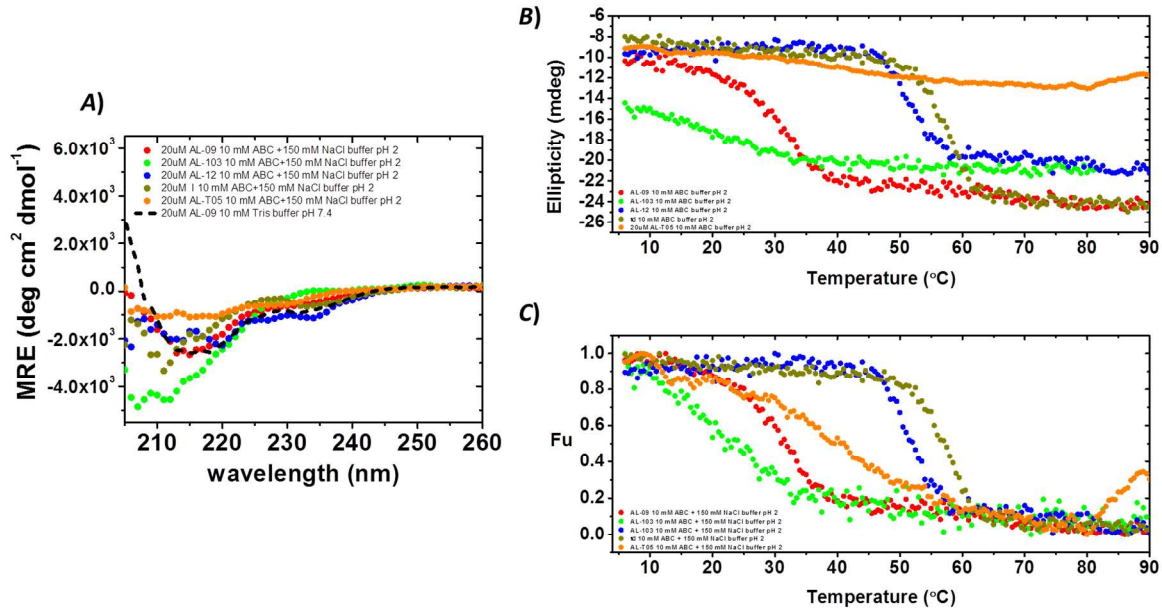 A)
6.0x10³
4.0x10³
2.0x10³
0.0
-2.0x10³
-4.0x10³
MRE (deg cm² dmol⁻¹)
20uM AL-09 10 mM ABC+150 mM NaCl buffer pH 2
20uM AL-103 10 mM ABC+150 mM NaCl buffer pH 2
20uM AL-12 10 mM ABC+150 mM NaCl buffer pH 2
20uM I 10 mM ABC+150 mM NaCl buffer pH 2
20uM AL-T05 10 mM ABC+150 mM NaCl buffer pH 2
20uM AL-09 10 mM Tris buffer pH 7.4
210 220 230 240 250 260
wavelength (nm)
B)
-6
-8
-10
-12
-14
-16
-18
-20
-22
-24
-26
Ellipticity (mdeg)
AL-09 10 mM ABC buffer pH 2
AL-103 10 mM ABC buffer pH 2
AL-12 10 mM ABC buffer pH 2
10 mM ABC buffer pH 2
20uM AL-T05 10 mM ABC buffer pH 2
10 20 30 40 50 60 70 80 90
Temperature (°C)
C)
1.0
0.8
0.6
0.4
0.2
0.0
Fu
AL-09 10 mM ABC + 150 mM NaCl buffer pH 2
AL-103 10 mM ABC + 150 mM NaCl buffer pH 2
AL-103 10 mM ABC + 150 mM NaCl buffer pH 2
10 mM ABC + 150 mM NaCl buffer pH 2
AL-T05 10 mM ABC + 150 mM NaCl buffer pH 2
10 20 30 40 50 60 70 80 90
Temperature (°C)